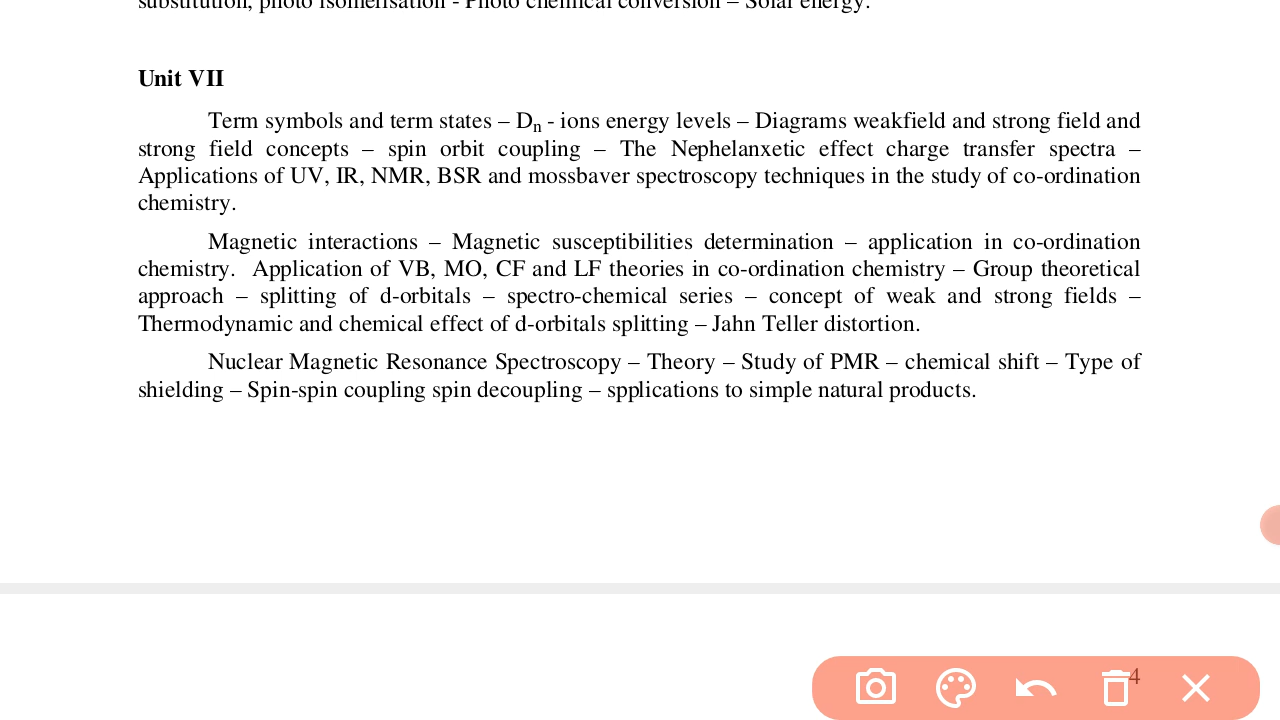 substitution, photo isomerisation - Photo chemical conversion – Solar energy.
Unit VII
Term symbols and term states – Dn - ions energy levels – Diagrams weakfield and strong field and
strong field concepts – spin orbit coupling – The Nephelanxetic effect charge transfer spectra –
Applications of UV, IR, NMR, BSR and mossbaver spectroscopy techniques in the study of co-ordination
chemistry.
Magnetic interactions – Magnetic susceptibilities determination – application in co-ordination
chemistry. Application of VB, MO, CF and LF theories in co-ordination chemistry – Group theoretical
approach – splitting of d-orbitals – spectro-chemical series – concept of weak and strong fields –
Thermodynamic and chemical effect of d-orbitals splitting – Jahn Teller distortion.
Nuclear Magnetic Resonance Spectroscopy – Theory – Study of PMR – chemical shift – Type of
shielding – Spin-spin coupling spin decoupling – spplications to simple natural products.
4